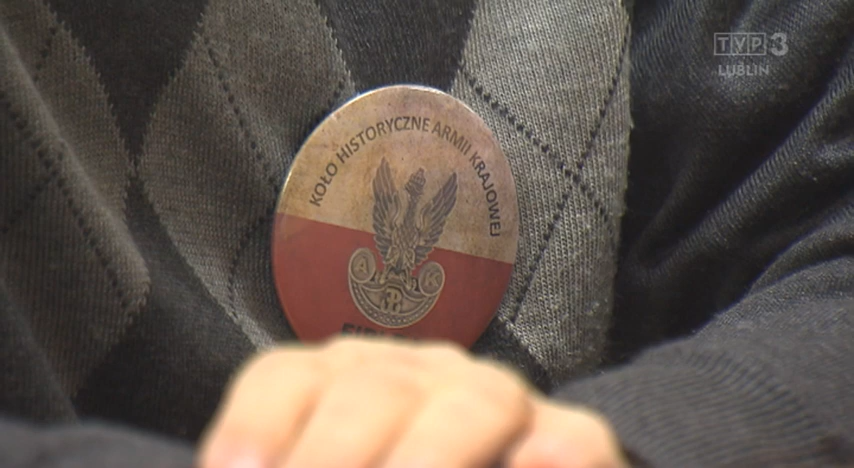 TVP3
LUBLIN
KOŁO HISTORYCZNE ARMII KRAJOWEJ
A K